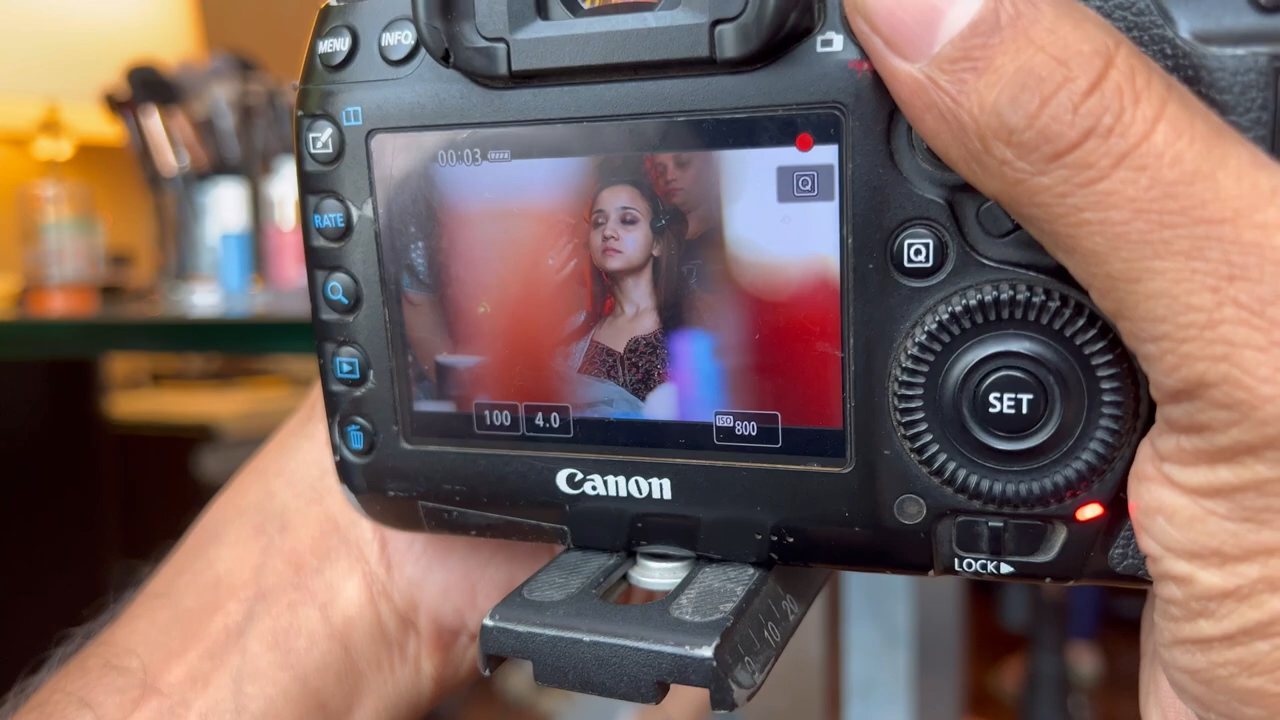 MENU
INFO.
RATE
00:03
Q
Q
100
4.0
ISO 800
SET
Canon
LOCK▶
10
20